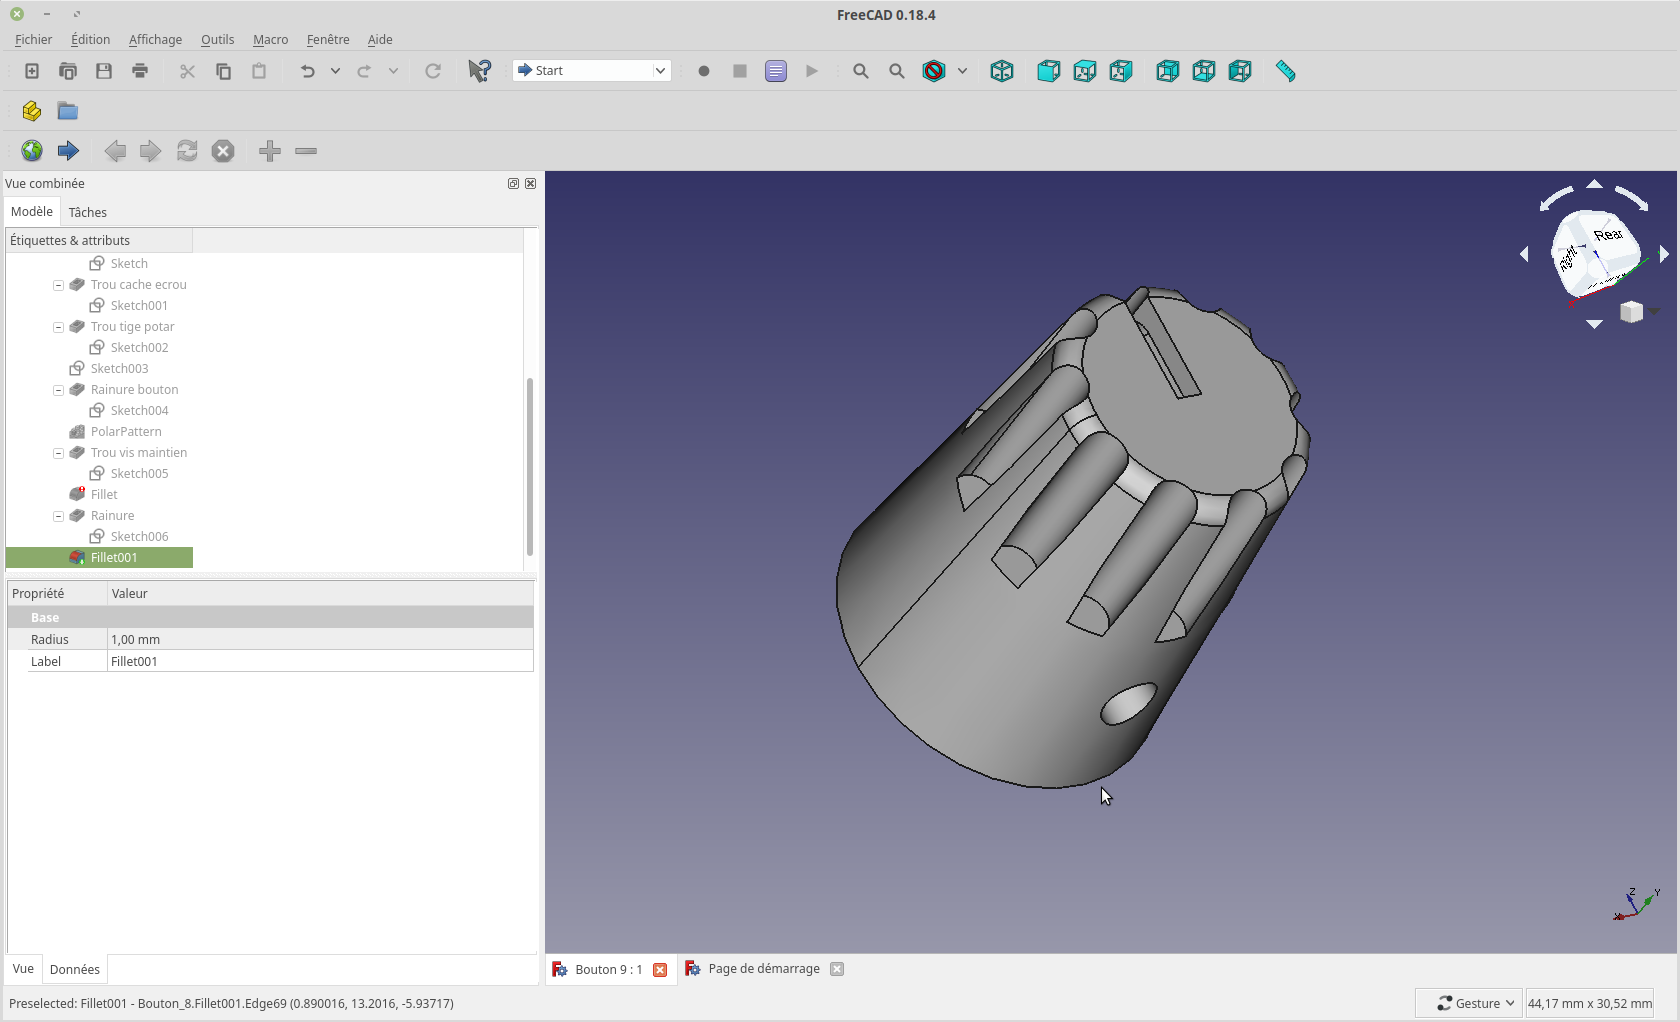 FreeCAD 0.18.4
Fichier Édition Affichage Outils Macro Fenêtre Aide
Start
Vue combinée
Modèle Tâches
Étiquettes & attributs
Sketch
Trou cache ecrou
Sketch001
Trou tige potar
Sketch002
Sketch003
Rainure bouton
Sketch004
PolarPattern
Trou vis maintien
Sketch005
Fillet
Rainure
Sketch006
Fillet001
Propriété Valeur
Base
Radius 1,00 mm
Label Fillet001
Vue Données
Rear
Right
Z
Y
X
Bouton 9 : 1
Page de démarrage
Preselected: Fillet001 - Bouton_8.Fillet001.Edge69 (0.890016, 13.2016, -5.93717)
Gesture
44,17 mm x 30,52 mm